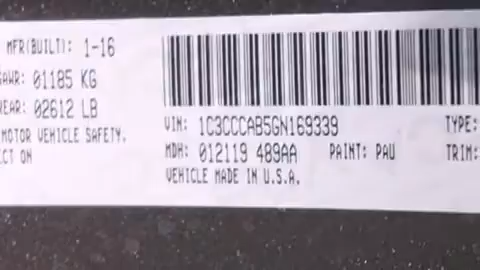 MFR(BUILT): 1-16
GAWR: 01185 KG
REAR: 02612 LB
MOTOR VEHICLE SAFETY.
ECT ON
VIN: 1C3CCCAB5GN169339 TYPE:
MDH: 012119 489AA PAINT: PAU TRIM:
VEHICLE MADE IN U.S.A.